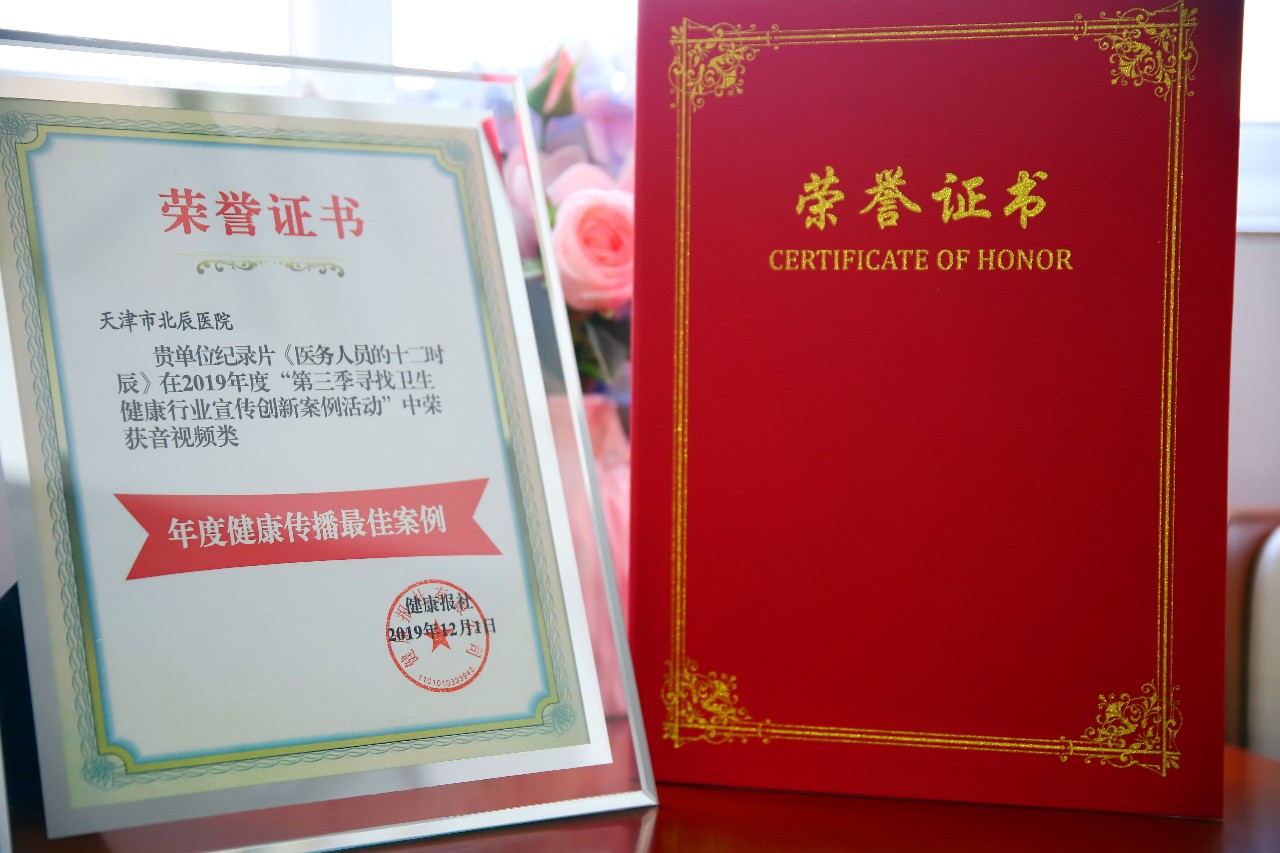 荣誉证书
天津市北辰医院
贵单位纪录片《医务人员的十二时
辰》在2019年度“第三季寻找卫生
健康行业宣传创新案例活动”中荣
获音视频类
年度健康传播最佳案例
健康报社
2019年12月1日
1101010333943
荣誉证书
CERTIFICATE OF HONOR